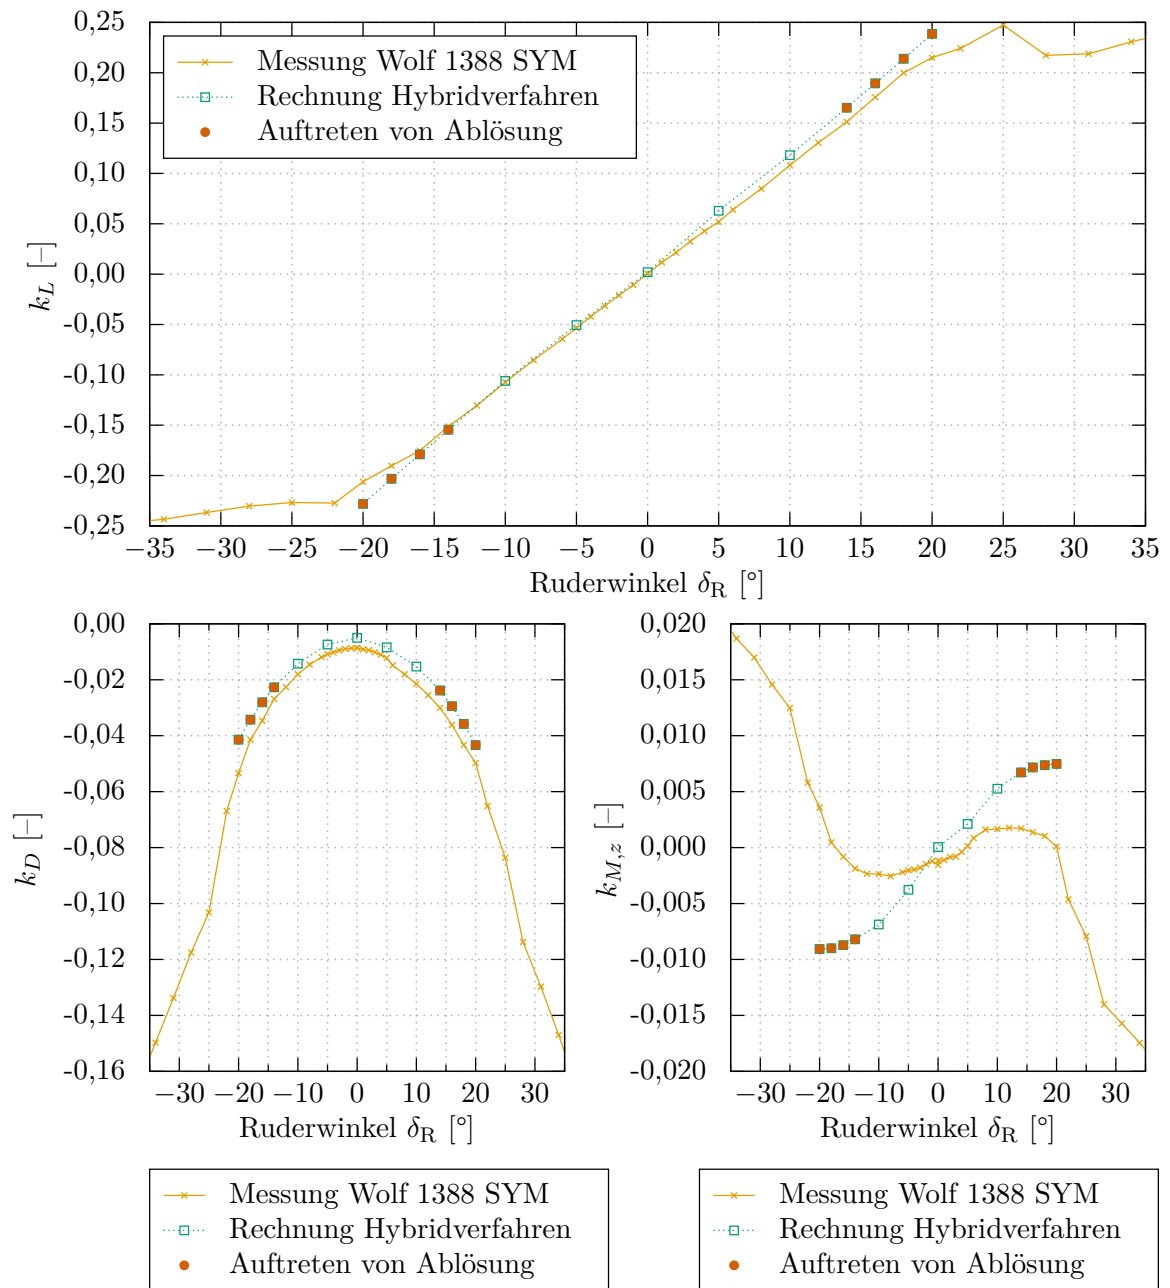 0,25
0,20
0,15
0,10
0,05
0,00
-0,05
-0,10
-0,15
-0,20
-0,25
k_L [−]
Messung Wolf 1388 SYM
Rechnung Hybridverfahren
Auftreten von Ablösung
−35 −30 −25 −20 −15 −10 −5 0 5 10 15 20 25 30 35
Ruderwinkel δ_R [°]
0,00
-0,02
-0,04
-0,06
-0,08
-0,10
-0,12
-0,14
-0,16
k_D [−]
−30 −20 −10 0 10 20 30
Ruderwinkel δ_R [°]
Messung Wolf 1388 SYM
Rechnung Hybridverfahren
Auftreten von Ablösung
0,020
0,015
0,010
0,005
0,000
-0,005
-0,010
-0,015
-0,020
k_{M,z} [−]
−30 −20 −10 0 10 20 30
Ruderwinkel δ_R [°]
Messung Wolf 1388 SYM
Rechnung Hybridverfahren
Auftreten von Ablösung